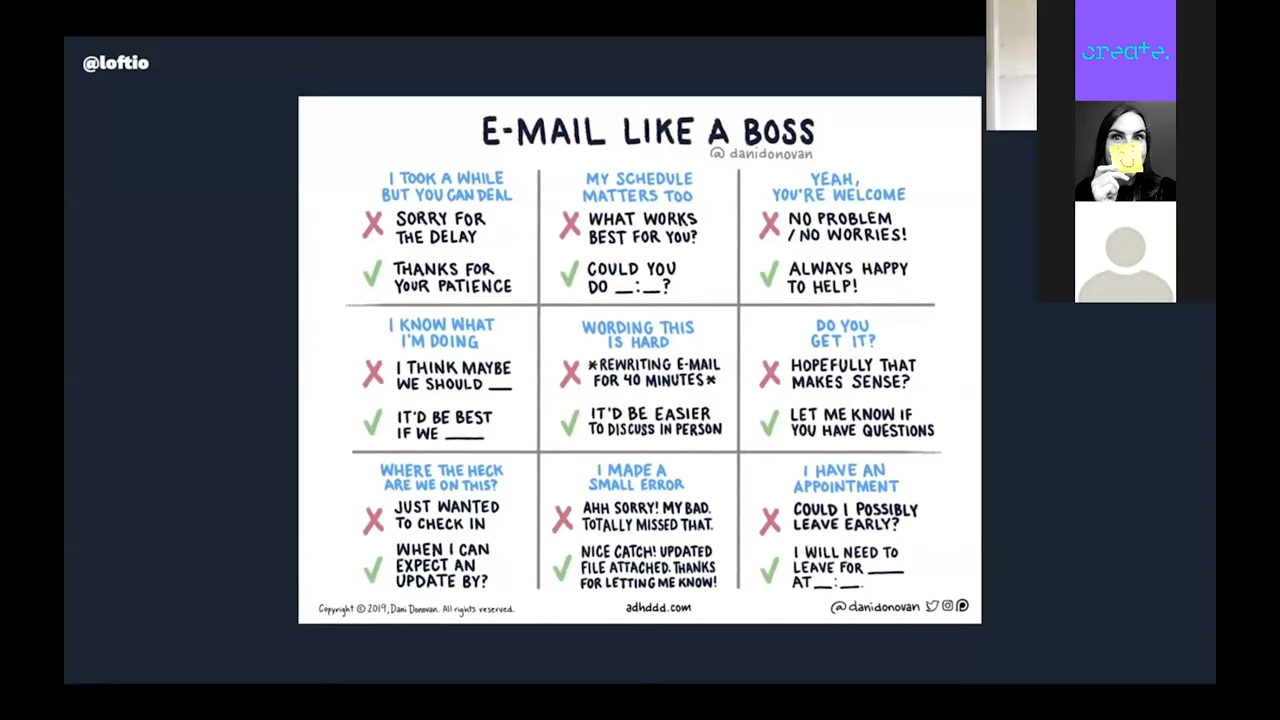 @loftio
create.
E-MAIL LIKE A BOSS
@danidonovan
I TOOK A WHILE
BUT YOU CAN DEAL
SORRY FOR
THE DELAY
THANKS FOR
YOUR PATIENCE
MY SCHEDULE
MATTERS TOO
WHAT WORKS
BEST FOR YOU?
COULD YOU
DO __:__?
YEAH,
YOU'RE WELCOME
NO PROBLEM
/NO WORRIES!
ALWAYS HAPPY
TO HELP!
I KNOW WHAT
I'M DOING
I THINK MAYBE
WE SHOULD __
IT'D BE BEST
IF WE ____
WORDING THIS
IS HARD
*REWRITING E-MAIL
FOR 40 MINUTES*
IT'D BE EASIER
TO DISCUSS IN PERSON
DO YOU
GET IT?
HOPEFULLY THAT
MAKES SENSE?
LET ME KNOW IF
YOU HAVE QUESTIONS
WHERE THE HECK
ARE WE ON THIS?
JUST WANTED
TO CHECK IN
WHEN I CAN
EXPECT AN
UPDATE BY?
I MADE A
SMALL ERROR
AHH SORRY! MY BAD.
TOTALLY MISSED THAT.
NICE CATCH! UPDATED
FILE ATTACHED. THANKS
FOR LETTING ME KNOW!
I HAVE AN
APPOINTMENT
COULD I POSSIBLY
LEAVE EARLY?
I WILL NEED TO
LEAVE FOR ____
AT __:__.
Copyright © 2019, Dani Donovan. All rights reserved.
adhddd.com
@danidonovan